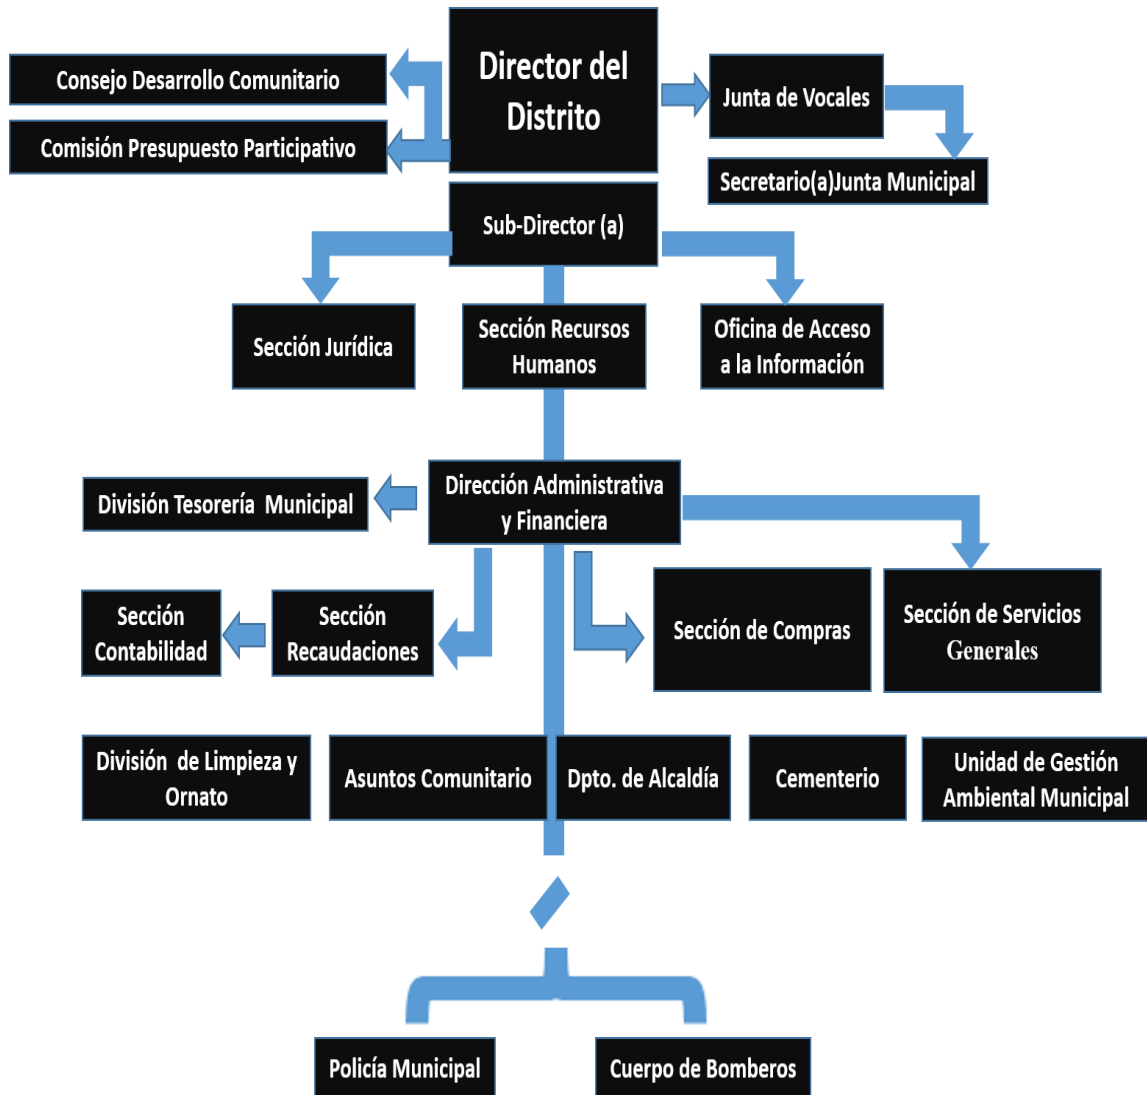 Director del
Distrito
Consejo Desarrollo Comunitario
Comisión Presupuesto Participativo
Junta de Vocales
Secretario(a)Junta Municipal
Sub-Director (a)
Sección Jurídica
Sección Recursos
Humanos
Oficina de Acceso
a la Información
División Tesorería  Municipal
Dirección Administrativa
y Financiera
Sección
Contabilidad
Sección
Recaudaciones
Sección de Compras
Sección de Servicios
Generales
División  de Limpieza y
Ornato
Asuntos Comunitario
Dpto. de Alcaldía
Cementerio
Unidad de Gestión
Ambiental Municipal
Policía Municipal
Cuerpo de Bomberos